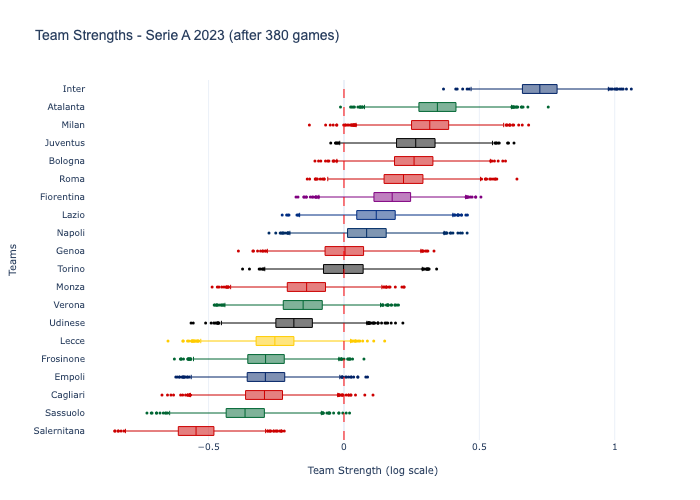 Team Strengths - Serie A 2023 (after 380 games)
Inter
Atalanta
Milan
Juventus
Bologna
Roma
Fiorentina
Lazio
Napoli
Genoa
Torino
Monza
Verona
Udinese
Lecce
Frosinone
Empoli
Cagliari
Sassuolo
Salernitana
Teams
−0.5
0
0.5
1
Team Strength (log scale)